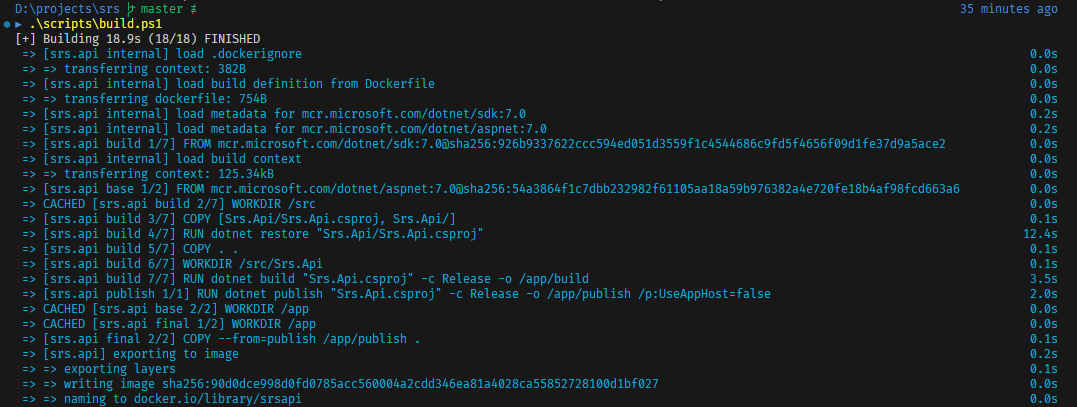 D:\projects\srs master ≢ 35 minutes ago
.\scripts\build.ps1
[+] Building 18.9s (18/18) FINISHED
=> [srs.api internal] load .dockerignore 0.0s
=> => transferring context: 382B 0.0s
=> [srs.api internal] load build definition from Dockerfile 0.0s
=> => transferring dockerfile: 754B 0.0s
=> [srs.api internal] load metadata for mcr.microsoft.com/dotnet/sdk:7.0 0.2s
=> [srs.api internal] load metadata for mcr.microsoft.com/dotnet/aspnet:7.0 0.2s
=> [srs.api build 1/7] FROM mcr.microsoft.com/dotnet/sdk:7.0@sha256:926b9337622ccc594ed051d3559f1c4544686c9fd5f4656f09d1fe37d9a5ace2 0.0s
=> [srs.api internal] load build context 0.0s
=> => transferring context: 125.34kB 0.0s
=> [srs.api base 1/2] FROM mcr.microsoft.com/dotnet/aspnet:7.0@sha256:54a3864f1c7dbb232982f61105aa18a59b976382a4e720fe18b4af98fcd663a6 0.0s
=> CACHED [srs.api build 2/7] WORKDIR /src 0.0s
=> [srs.api build 3/7] COPY [Srs.Api/Srs.Api.csproj, Srs.Api/] 0.1s
=> [srs.api build 4/7] RUN dotnet restore "Srs.Api/Srs.Api.csproj" 12.4s
=> [srs.api build 5/7] COPY . . 0.1s
=> [srs.api build 6/7] WORKDIR /src/Srs.Api 0.1s
=> [srs.api build 7/7] RUN dotnet build "Srs.Api.csproj" -c Release -o /app/build 3.5s
=> [srs.api publish 1/1] RUN dotnet publish "Srs.Api.csproj" -c Release -o /app/publish /p:UseAppHost=false 2.0s
=> CACHED [srs.api base 2/2] WORKDIR /app 0.0s
=> CACHED [srs.api final 1/2] WORKDIR /app 0.0s
=> [srs.api final 2/2] COPY --from=publish /app/publish . 0.1s
=> [srs.api] exporting to image 0.2s
=> => exporting layers 0.1s
=> => writing image sha256:90d0dce998d0fd0785acc560004a2cdd346ea81a4028ca55852728100d1bf027 0.0s
=> => naming to docker.io/library/srsapi 0.0s